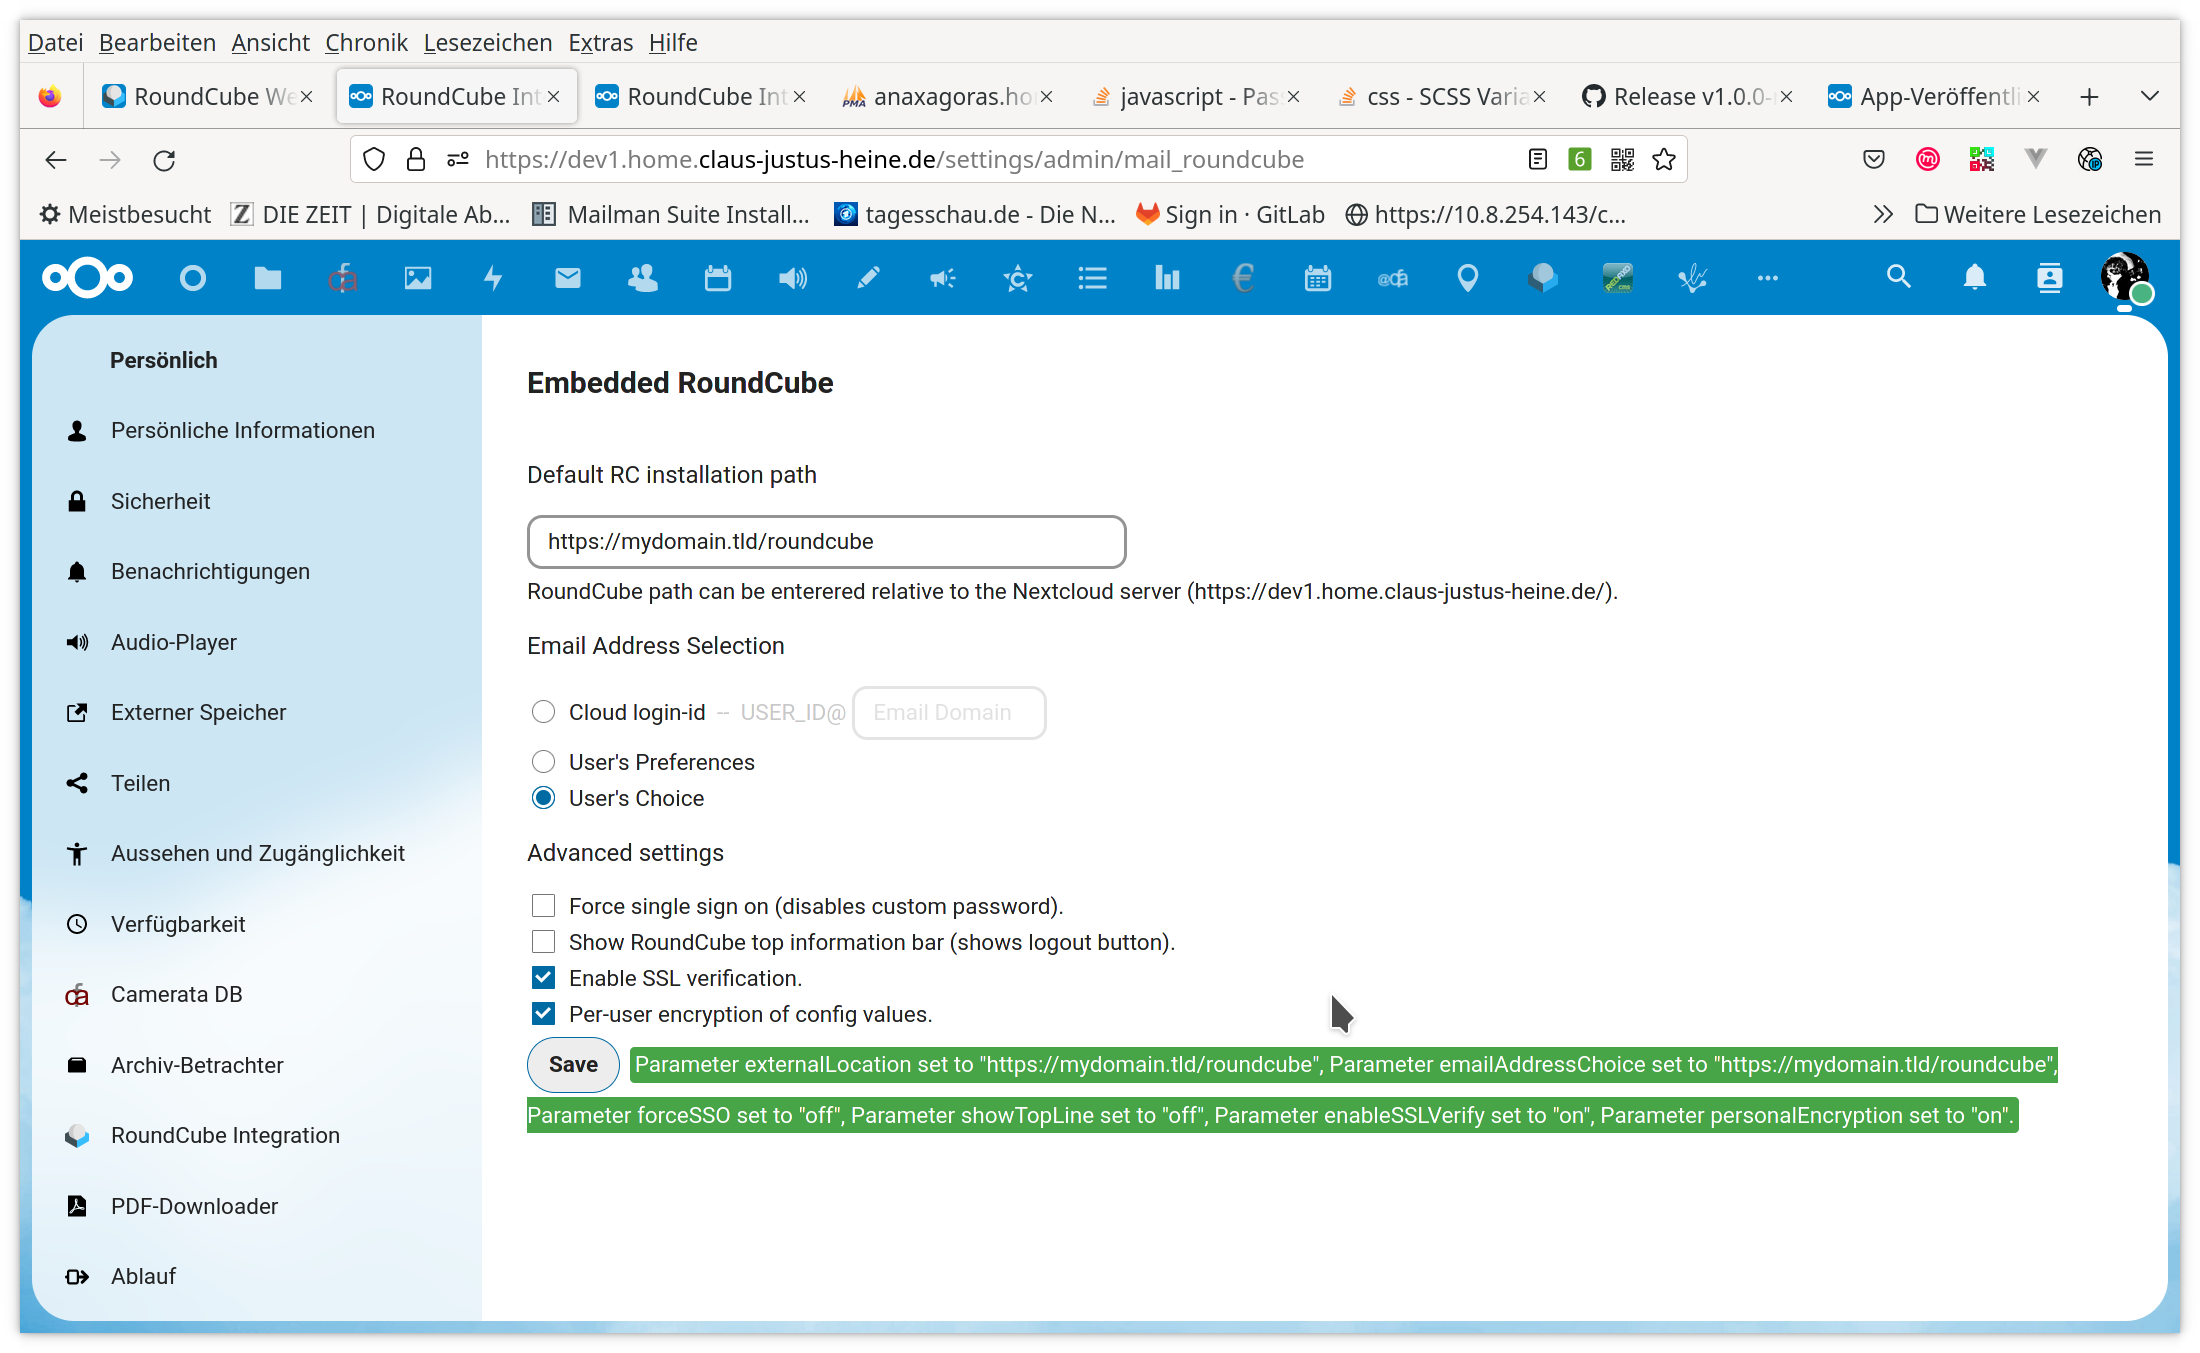 Datei Bearbeiten Ansicht Chronik Lesezeichen Extras Hilfe
RoundCube We RoundCube Int RoundCube Int anaxagoras.ho javascript - Pas css - SCSS Varia Release v1.0.0- App-Veröffentli
https://dev1.home.claus-justus-heine.de/settings/admin/mail_roundcube 6
Meistbesucht DIE ZEIT | Digitale Ab... Mailman Suite Install... tagesschau.de - Die N... Sign in · GitLab https://10.8.254.143/c... Weitere Lesezeichen
Persönlich
Persönliche Informationen
Sicherheit
Benachrichtigungen
Audio-Player
Externer Speicher
Teilen
Aussehen und Zugänglichkeit
Verfügbarkeit
Camerata DB
Archiv-Betrachter
RoundCube Integration
PDF-Downloader
Ablauf
Embedded RoundCube
Default RC installation path
https://mydomain.tld/roundcube
RoundCube path can be enterered relative to the Nextcloud server (https://dev1.home.claus-justus-heine.de/).
Email Address Selection
Cloud login-id -- USER_ID@ Email Domain
User's Preferences
User's Choice
Advanced settings
Force single sign on (disables custom password).
Show RoundCube top information bar (shows logout button).
Enable SSL verification.
Per-user encryption of config values.
Save Parameter externalLocation set to "https://mydomain.tld/roundcube", Parameter emailAddressChoice set to "https://mydomain.tld/roundcube",
Parameter forceSSO set to "off", Parameter showTopLine set to "off", Parameter enableSSLVerify set to "on", Parameter personalEncryption set to "on".